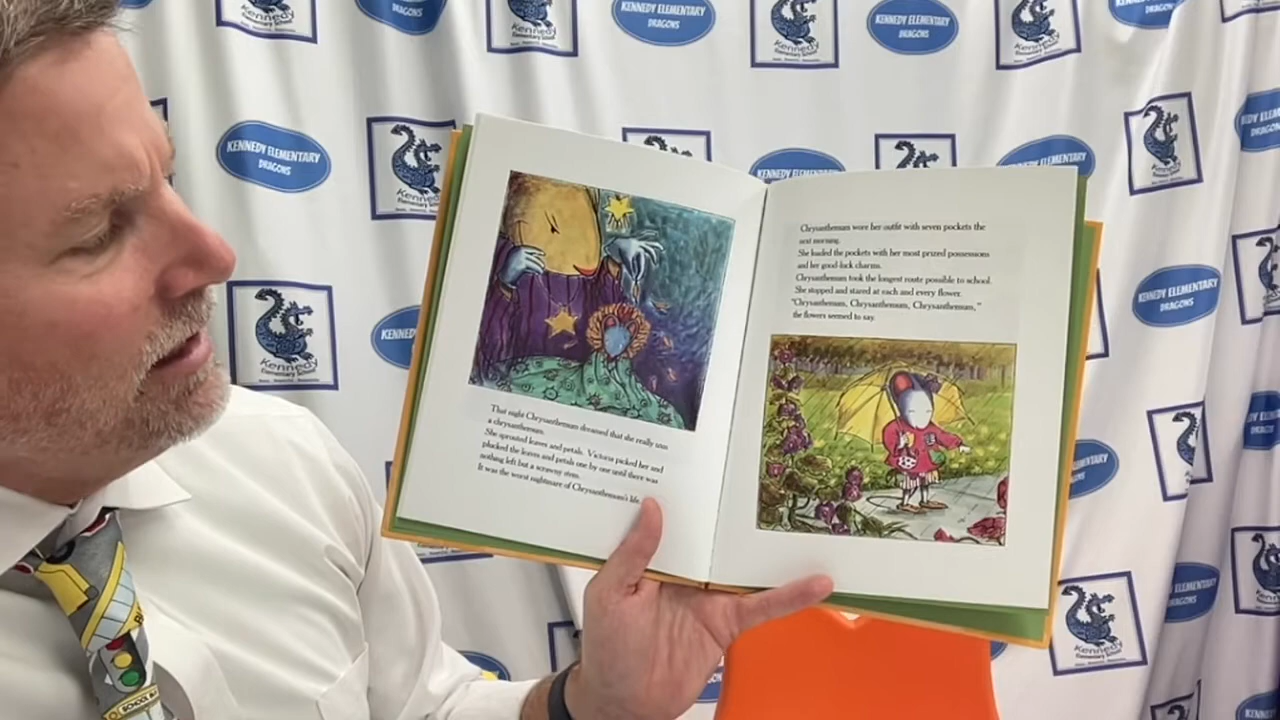 KENNEDY ELEMENTARY
DRAGONS
Kennedy
Elementary School
That night Chrysanthemum dreamed that she really was
a chrysanthemum.
She sprouted leaves and petals. Victoria picked her and
plucked the leaves and petals one by one until there was
nothing left but a scrawny stem.
It was the worst nightmare of Chrysanthemum's life.
Chrysanthemum wore her outfit with seven pockets the
next morning.
She loaded the pockets with her most prized possessions
and her good-luck charms.
Chrysanthemum took the longest route possible to school.
She stopped and stared at each and every flower.
"Chrysanthemum, Chrysanthemum, Chrysanthemum,"
the flowers seemed to say.
SCHOOL